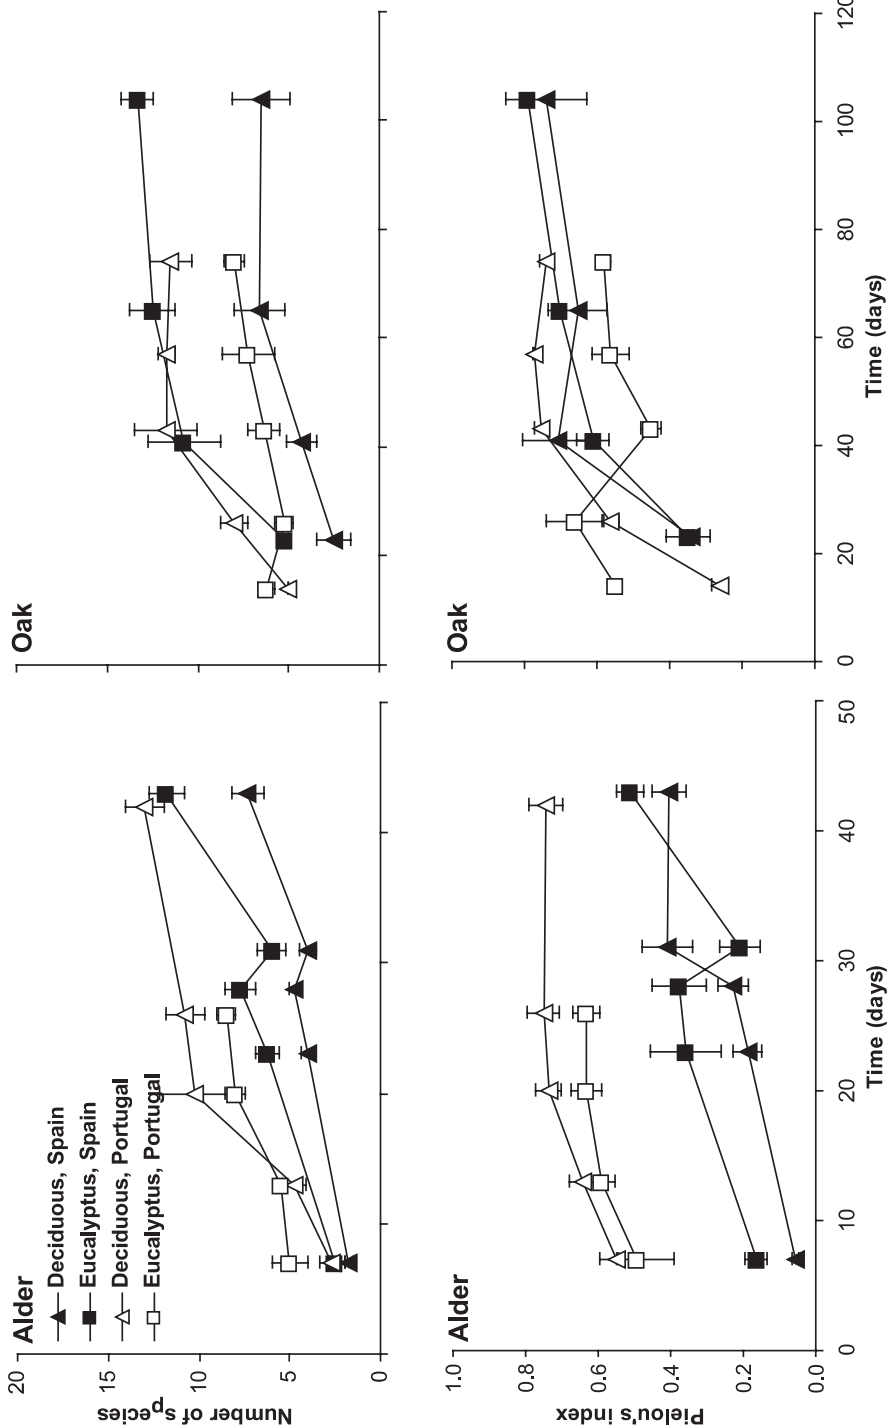 Alder
Deciduous, Spain
Eucalyptus, Spain
Deciduous, Portugal
Eucalyptus, Portugal
20
15
10
5
0
Number of species
Oak
Alder
1.0
0.8
0.6
0.4
0.2
0.0
Pielou's index
0
10
20
30
40
50
Time (days)
Oak
0
20
40
60
80
100
120
Time (days)